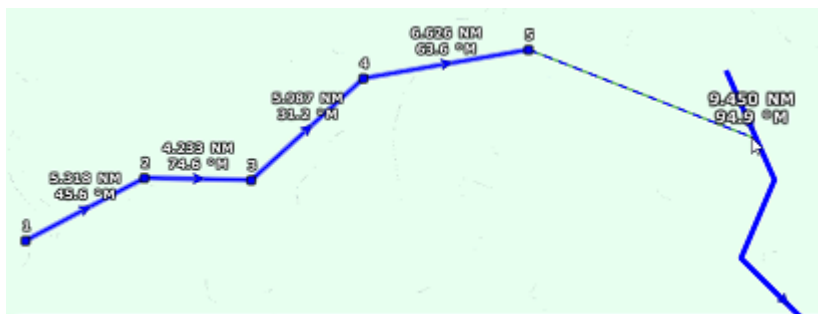 1
5.318 NM
45.6 °M
2
4.233 NM
74.6 °M
3
5.987 NM
31.2 °M
4
6.626 NM
63.6 °M
5
9.450 NM
94.9 °M